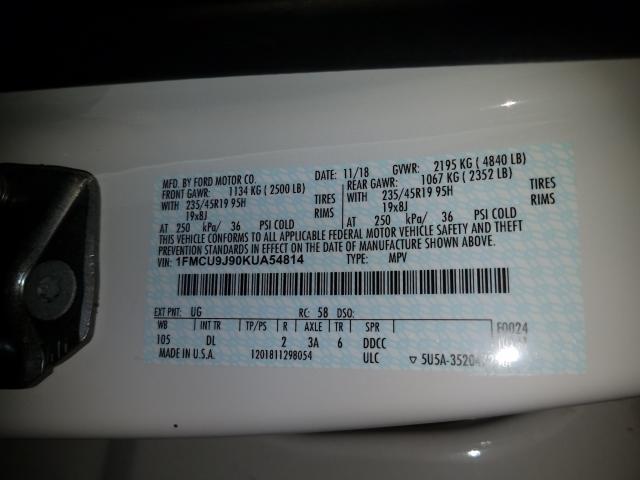 MFD. BY FORD MOTOR CO.
DATE: 11/18 GVWR: 2195 KG ( 4840 LB)
FRONT GAWR: 1134 KG ( 2500 LB)
WITH 235/45R19 95H TIRES
19x8J RIMS
AT 250 kPa/ 36 PSI COLD
REAR GAWR: 1067 KG ( 2352 LB)
WITH 235/45R19 95H TIRES
19x8J RIMS
AT 250 kPa/ 36 PSI COLD
THIS VEHICLE CONFORMS TO ALL APPLICABLE FEDERAL MOTOR VEHICLE SAFETY AND THEFT
PREVENTION STANDARDS IN EFFECT ON THE DATE OF MANUFACTURE SHOWN ABOVE.
VIN: 1FMCU9J90KUA54814 TYPE: MPV
EXT PNT: UG RC: 58 DSO:
WB INT TR TP/PS R AXLE TR SPR
105 DL 2 3A 6 DDCC
F0024
MADE IN U.S.A. 1201811298054 ULC